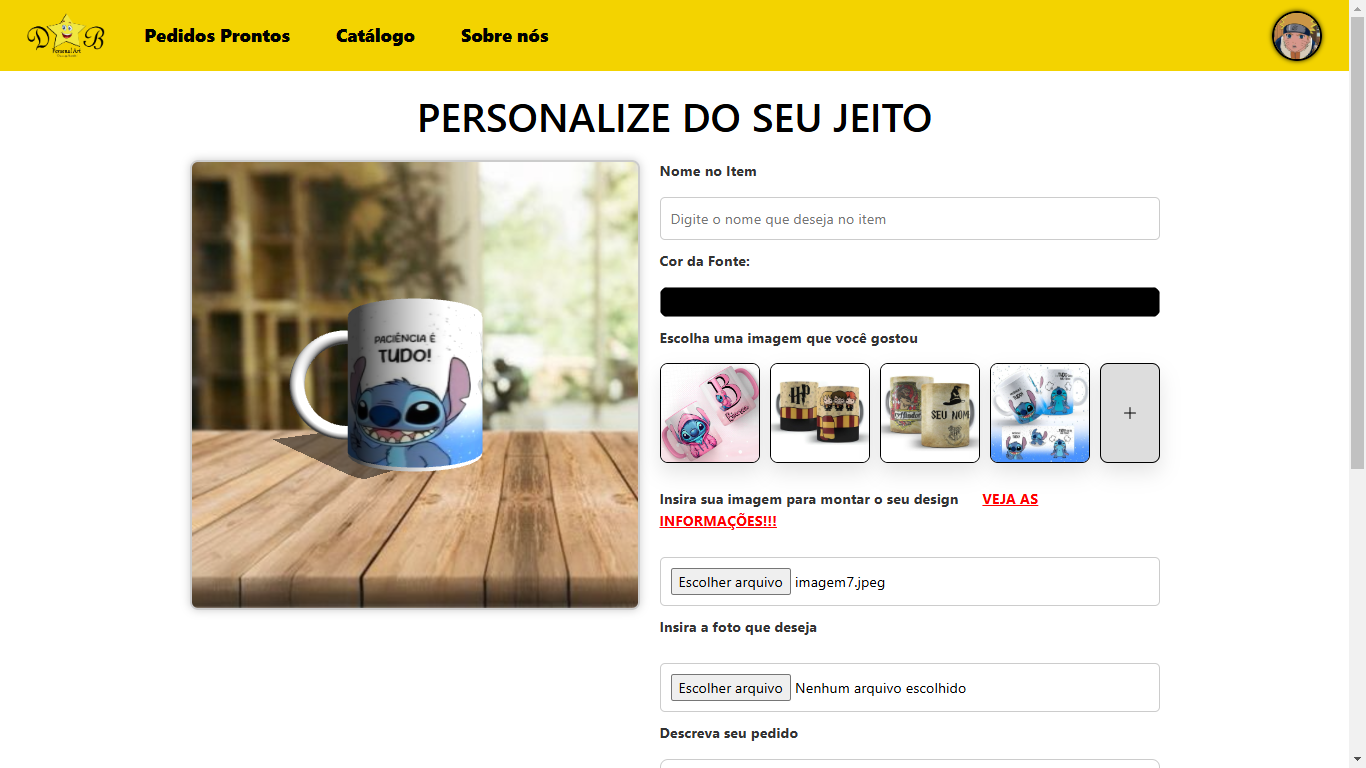 D B
Personal Art
Pedidos Prontos
Catálogo
Sobre nós
PERSONALIZE DO SEU JEITO
PACIÊNCIA É
TUDO!
Nome no Item
Digite o nome que deseja no item
Cor da Fonte:
Escolha uma imagem que você gostou
B
HP
SEU NOME
+
Insira sua imagem para montar o seu design VEJA AS
INFORMAÇÕES!!!
Escolher arquivo imagem7.jpeg
Insira a foto que deseja
Escolher arquivo Nenhum arquivo escolhido
Descreva seu pedido